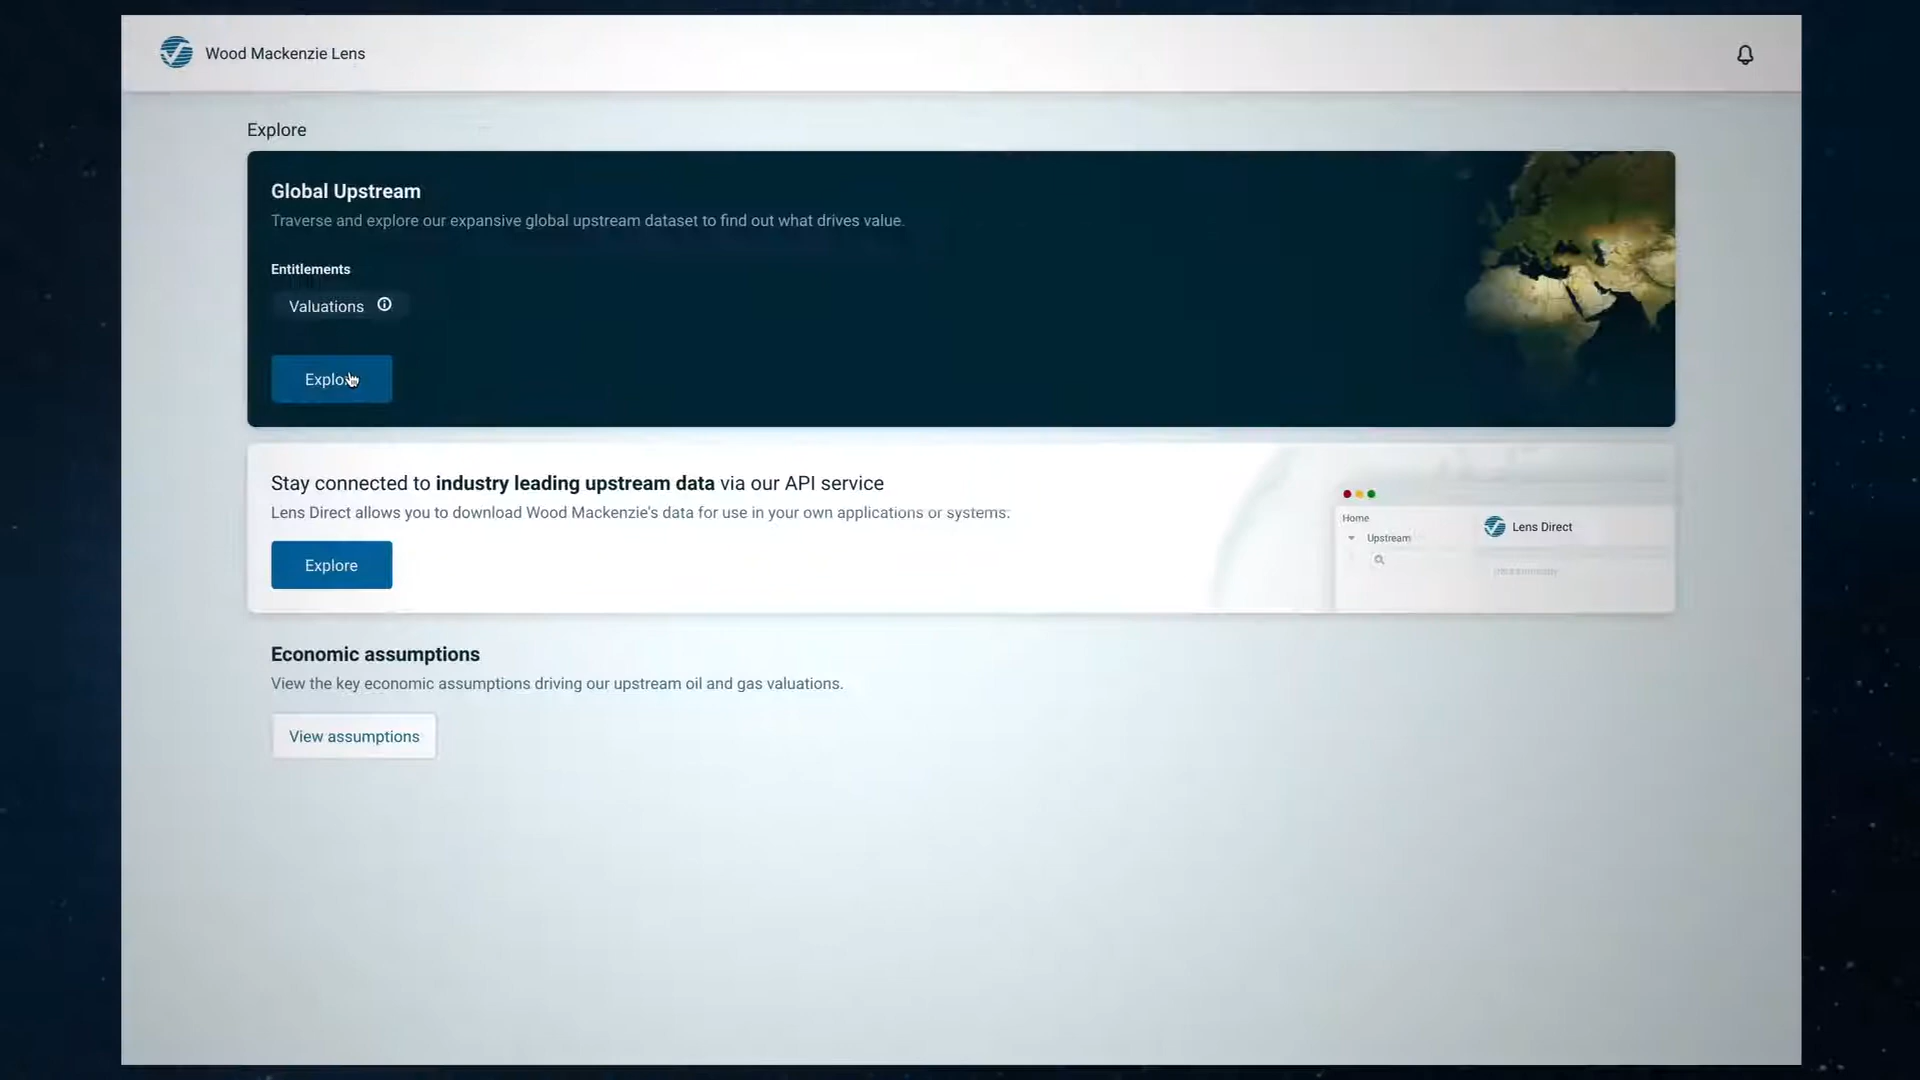 Wood Mackenzie Lens
Explore
Global Upstream
Traverse and explore our expansive global upstream dataset to find out what drives value.
Entitlements
Valuations
Explore
Stay connected to industry leading upstream data via our API service
Lens Direct allows you to download Wood Mackenzie's data for use in your own applications or systems.
Explore
Home
Upstream
Lens Direct
Economic assumptions
View the key economic assumptions driving our upstream oil and gas valuations.
View assumptions